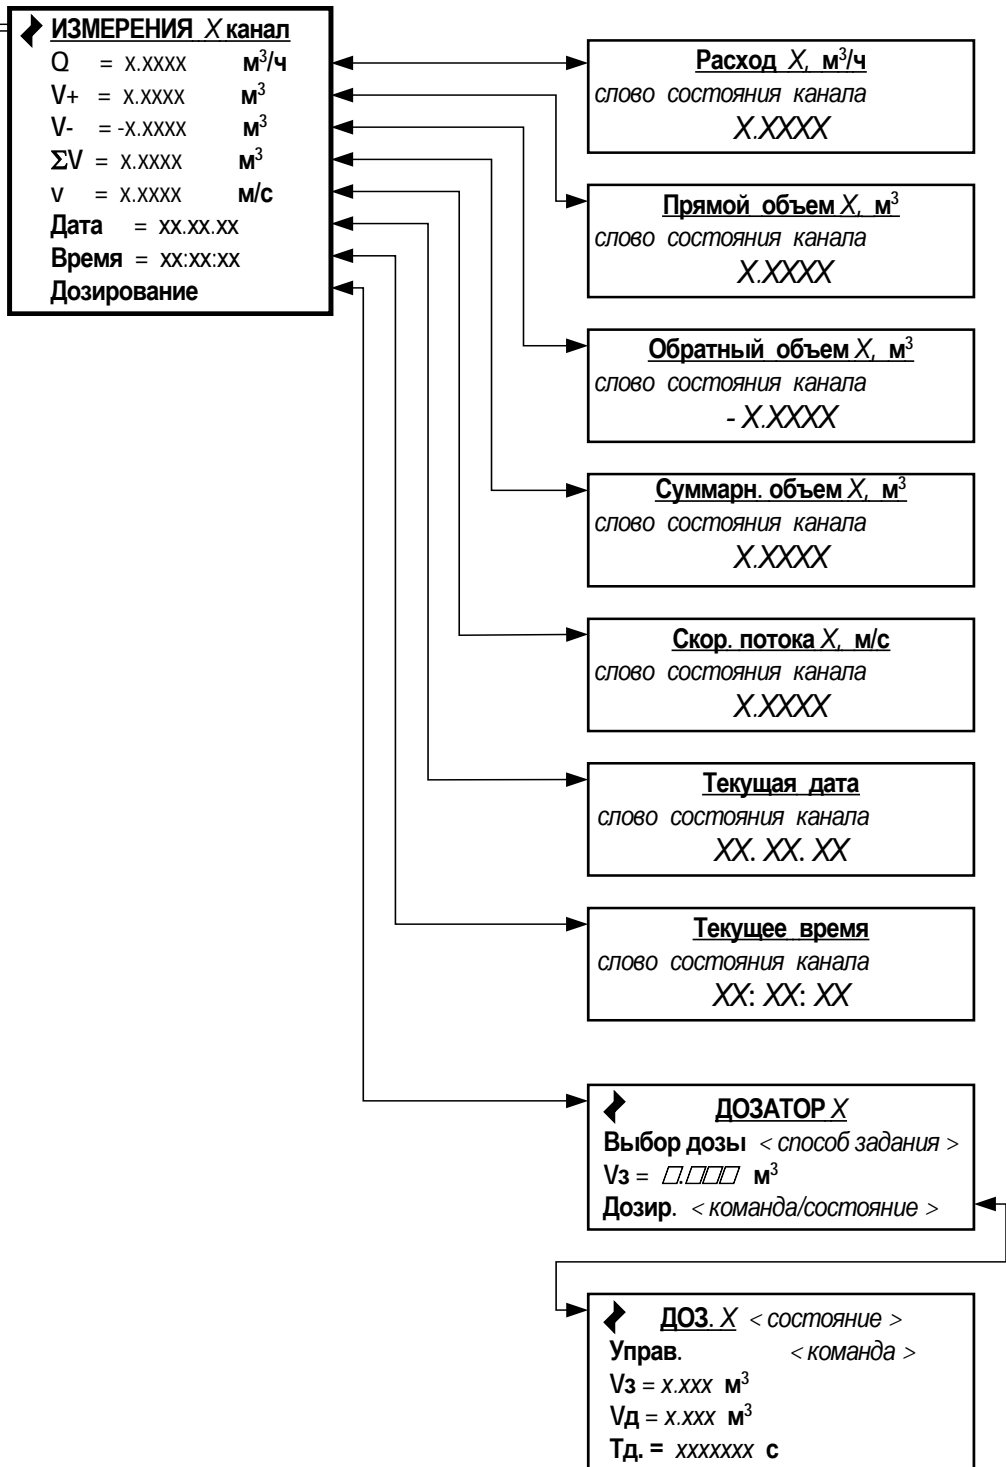 ИЗМЕРЕНИЯ X канал
Q = x.xxxx м³/ч
V+ = x.xxxx м³
V- = -x.xxxx м³
ΣV = x.xxxx м³
v = x.xxxx м/с
Дата = xx.xx.xx
Время = xx:xx:xx
Дозирование
Расход X, м³/ч
слово состояния канала
X.XXXX
Прямой объем X, м³
слово состояния канала
X.XXXX
Обратный объем X, м³
слово состояния канала
- X.XXXX
Суммарн. объем X, м³
слово состояния канала
X.XXXX
Скор. потока X, м/с
слово состояния канала
X.XXXX
Текущая дата
слово состояния канала
XX. XX. XX
Текущее время
слово состояния канала
XX: XX: XX
ДОЗАТОР X
Выбор дозы < способ задания >
Vз = □.□□□ м³
Дозир. < команда/состояние >
ДОЗ. X < состояние >
Управ. < команда >
Vз = x.xxx м³
Vд = x.xxx м³
Тд. = xxxxxxx с